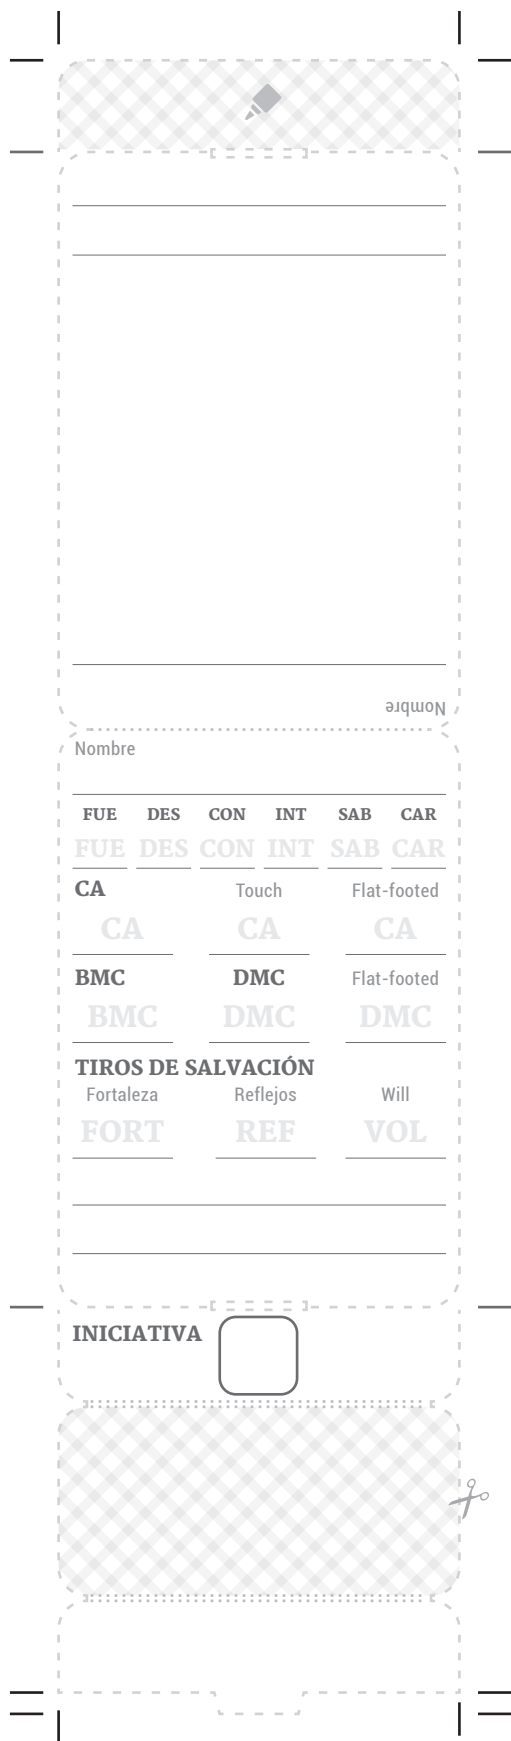 Nombre
Nombre
FUE DES CON INT SAB CAR
FUE DES CON INT SAB CAR
CA Touch Flat-footed
CA CA CA
BMC DMC Flat-footed
BMC DMC DMC
TIROS DE SALVACIÓN
Fortaleza Reflejos Will
FORT REF VOL
INICIATIVA